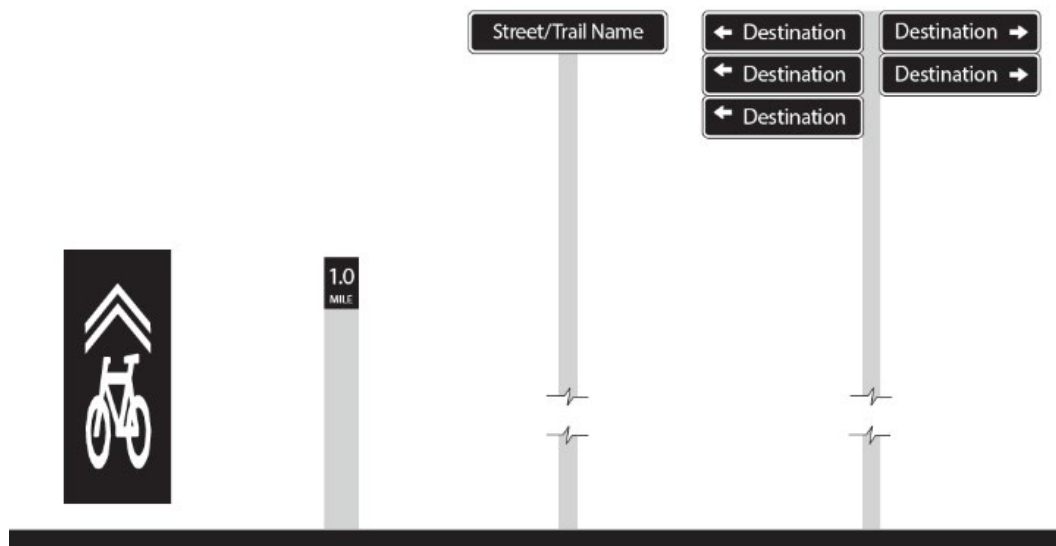 Street/Trail Name
← Destination
← Destination
← Destination
Destination →
Destination →
1.0
MILE